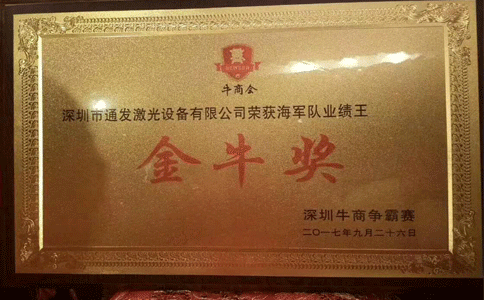 牛商会
深圳市通发激光设备有限公司荣获海军队业绩王
金牛奖
深圳牛商争霸赛
二〇一七年九月二十六日